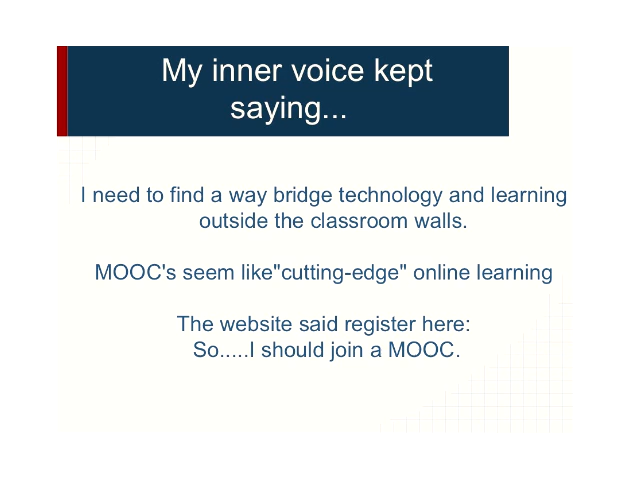 My inner voice kept
saying...
I need to find a way bridge technology and learning
outside the classroom walls.
MOOC's seem like"cutting-edge" online learning
The website said register here:
So.....I should join a MOOC.